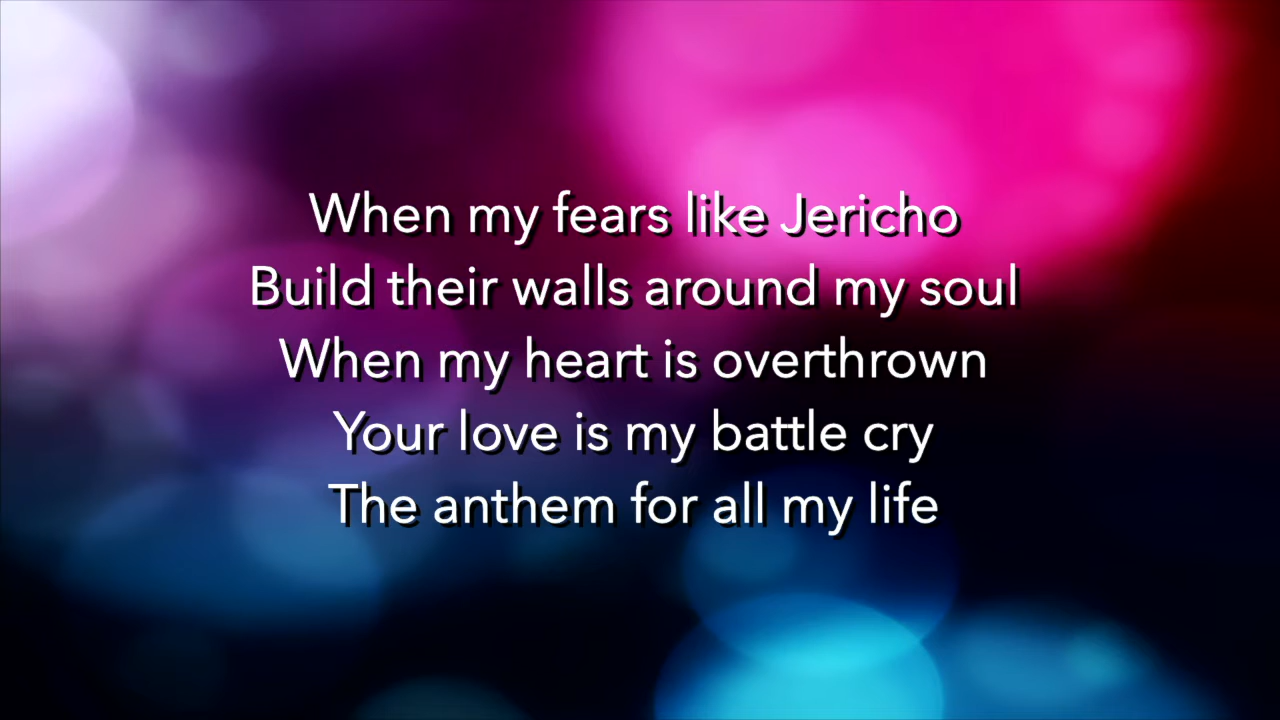 When my fears like Jericho
Build their walls around my soul
When my heart is overthrown
Your love is my battle cry
The anthem for all my life